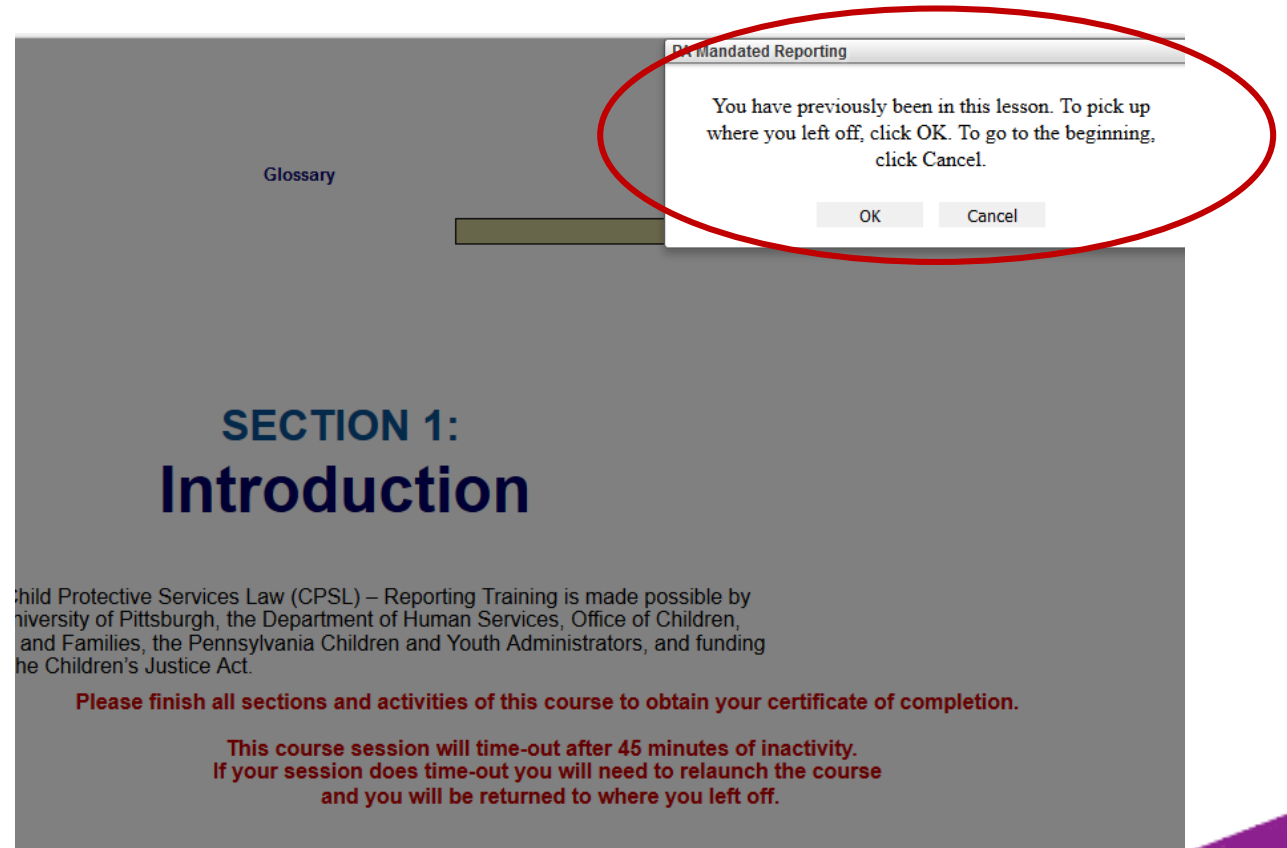 PA Mandated Reporting
You have previously been in this lesson. To pick up
where you left off, click OK. To go to the beginning,
click Cancel.
OK Cancel
Glossary
SECTION 1:
Introduction
hild Protective Services Law (CPSL) – Reporting Training is made possible by
niversity of Pittsburgh, the Department of Human Services, Office of Children,
and Families, the Pennsylvania Children and Youth Administrators, and funding
he Children's Justice Act.
Please finish all sections and activities of this course to obtain your certificate of completion.
This course session will time-out after 45 minutes of inactivity.
If your session does time-out you will need to relaunch the course
and you will be returned to where you left off.